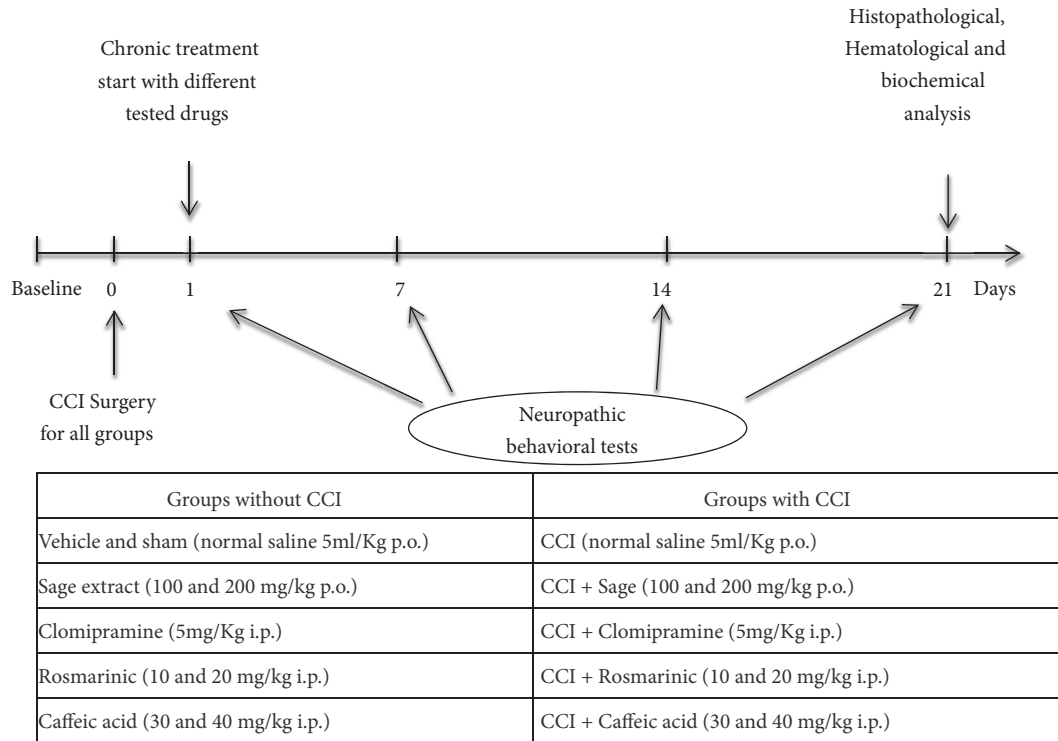 Chronic treatment
start with different
tested drugs
Histopathological,
Hematological and
biochemical
analysis
Baseline 0 1 7 14 21 Days
CCI Surgery
for all groups
Neuropathic
behavioral tests
Groups without CCI Groups with CCI
Vehicle and sham (normal saline 5ml/Kg p.o.) CCI (normal saline 5ml/Kg p.o.)
Sage extract (100 and 200 mg/kg p.o.) CCI + Sage (100 and 200 mg/kg p.o.)
Clomipramine (5mg/Kg i.p.) CCI + Clomipramine (5mg/Kg i.p.)
Rosmarinic (10 and 20 mg/kg i.p.) CCI + Rosmarinic (10 and 20 mg/kg i.p.)
Caffeic acid (30 and 40 mg/kg i.p.) CCI + Caffeic acid (30 and 40 mg/kg i.p.)